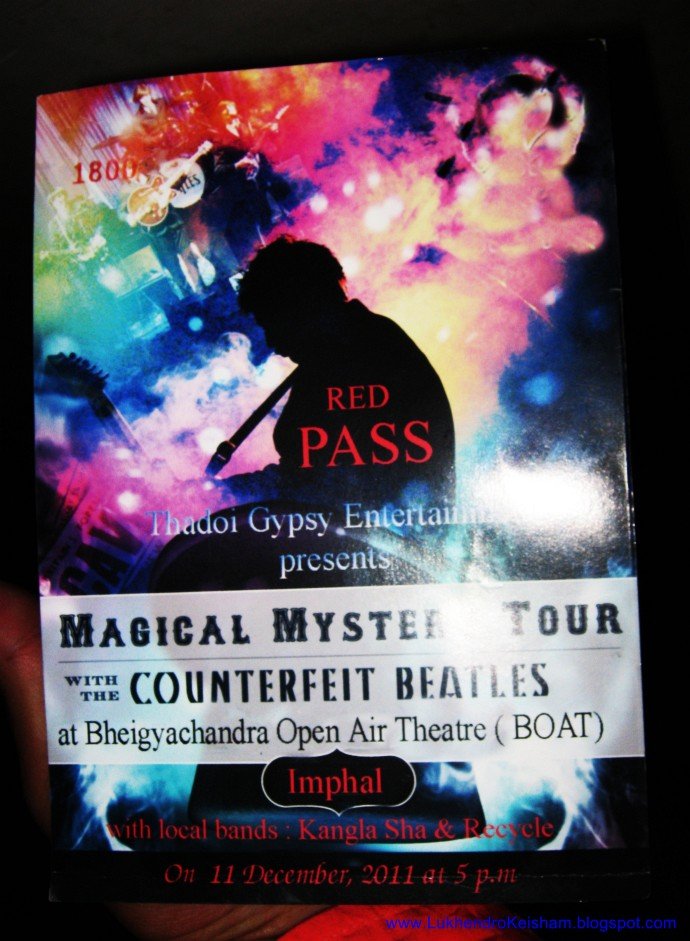 1800
RED
PASS
Thadoi Gypsy
presents
MAGICAL TOUR
WITH THE COUNTERFEIT BEATLES
at Bheigyachandra Open Air Theatre ( BOAT)
Imphal
with local bands : Kangla Sha & Recycle
On 11 December, 2011 at 5 p.m
www.LukhendroKeisham.blogspot.com